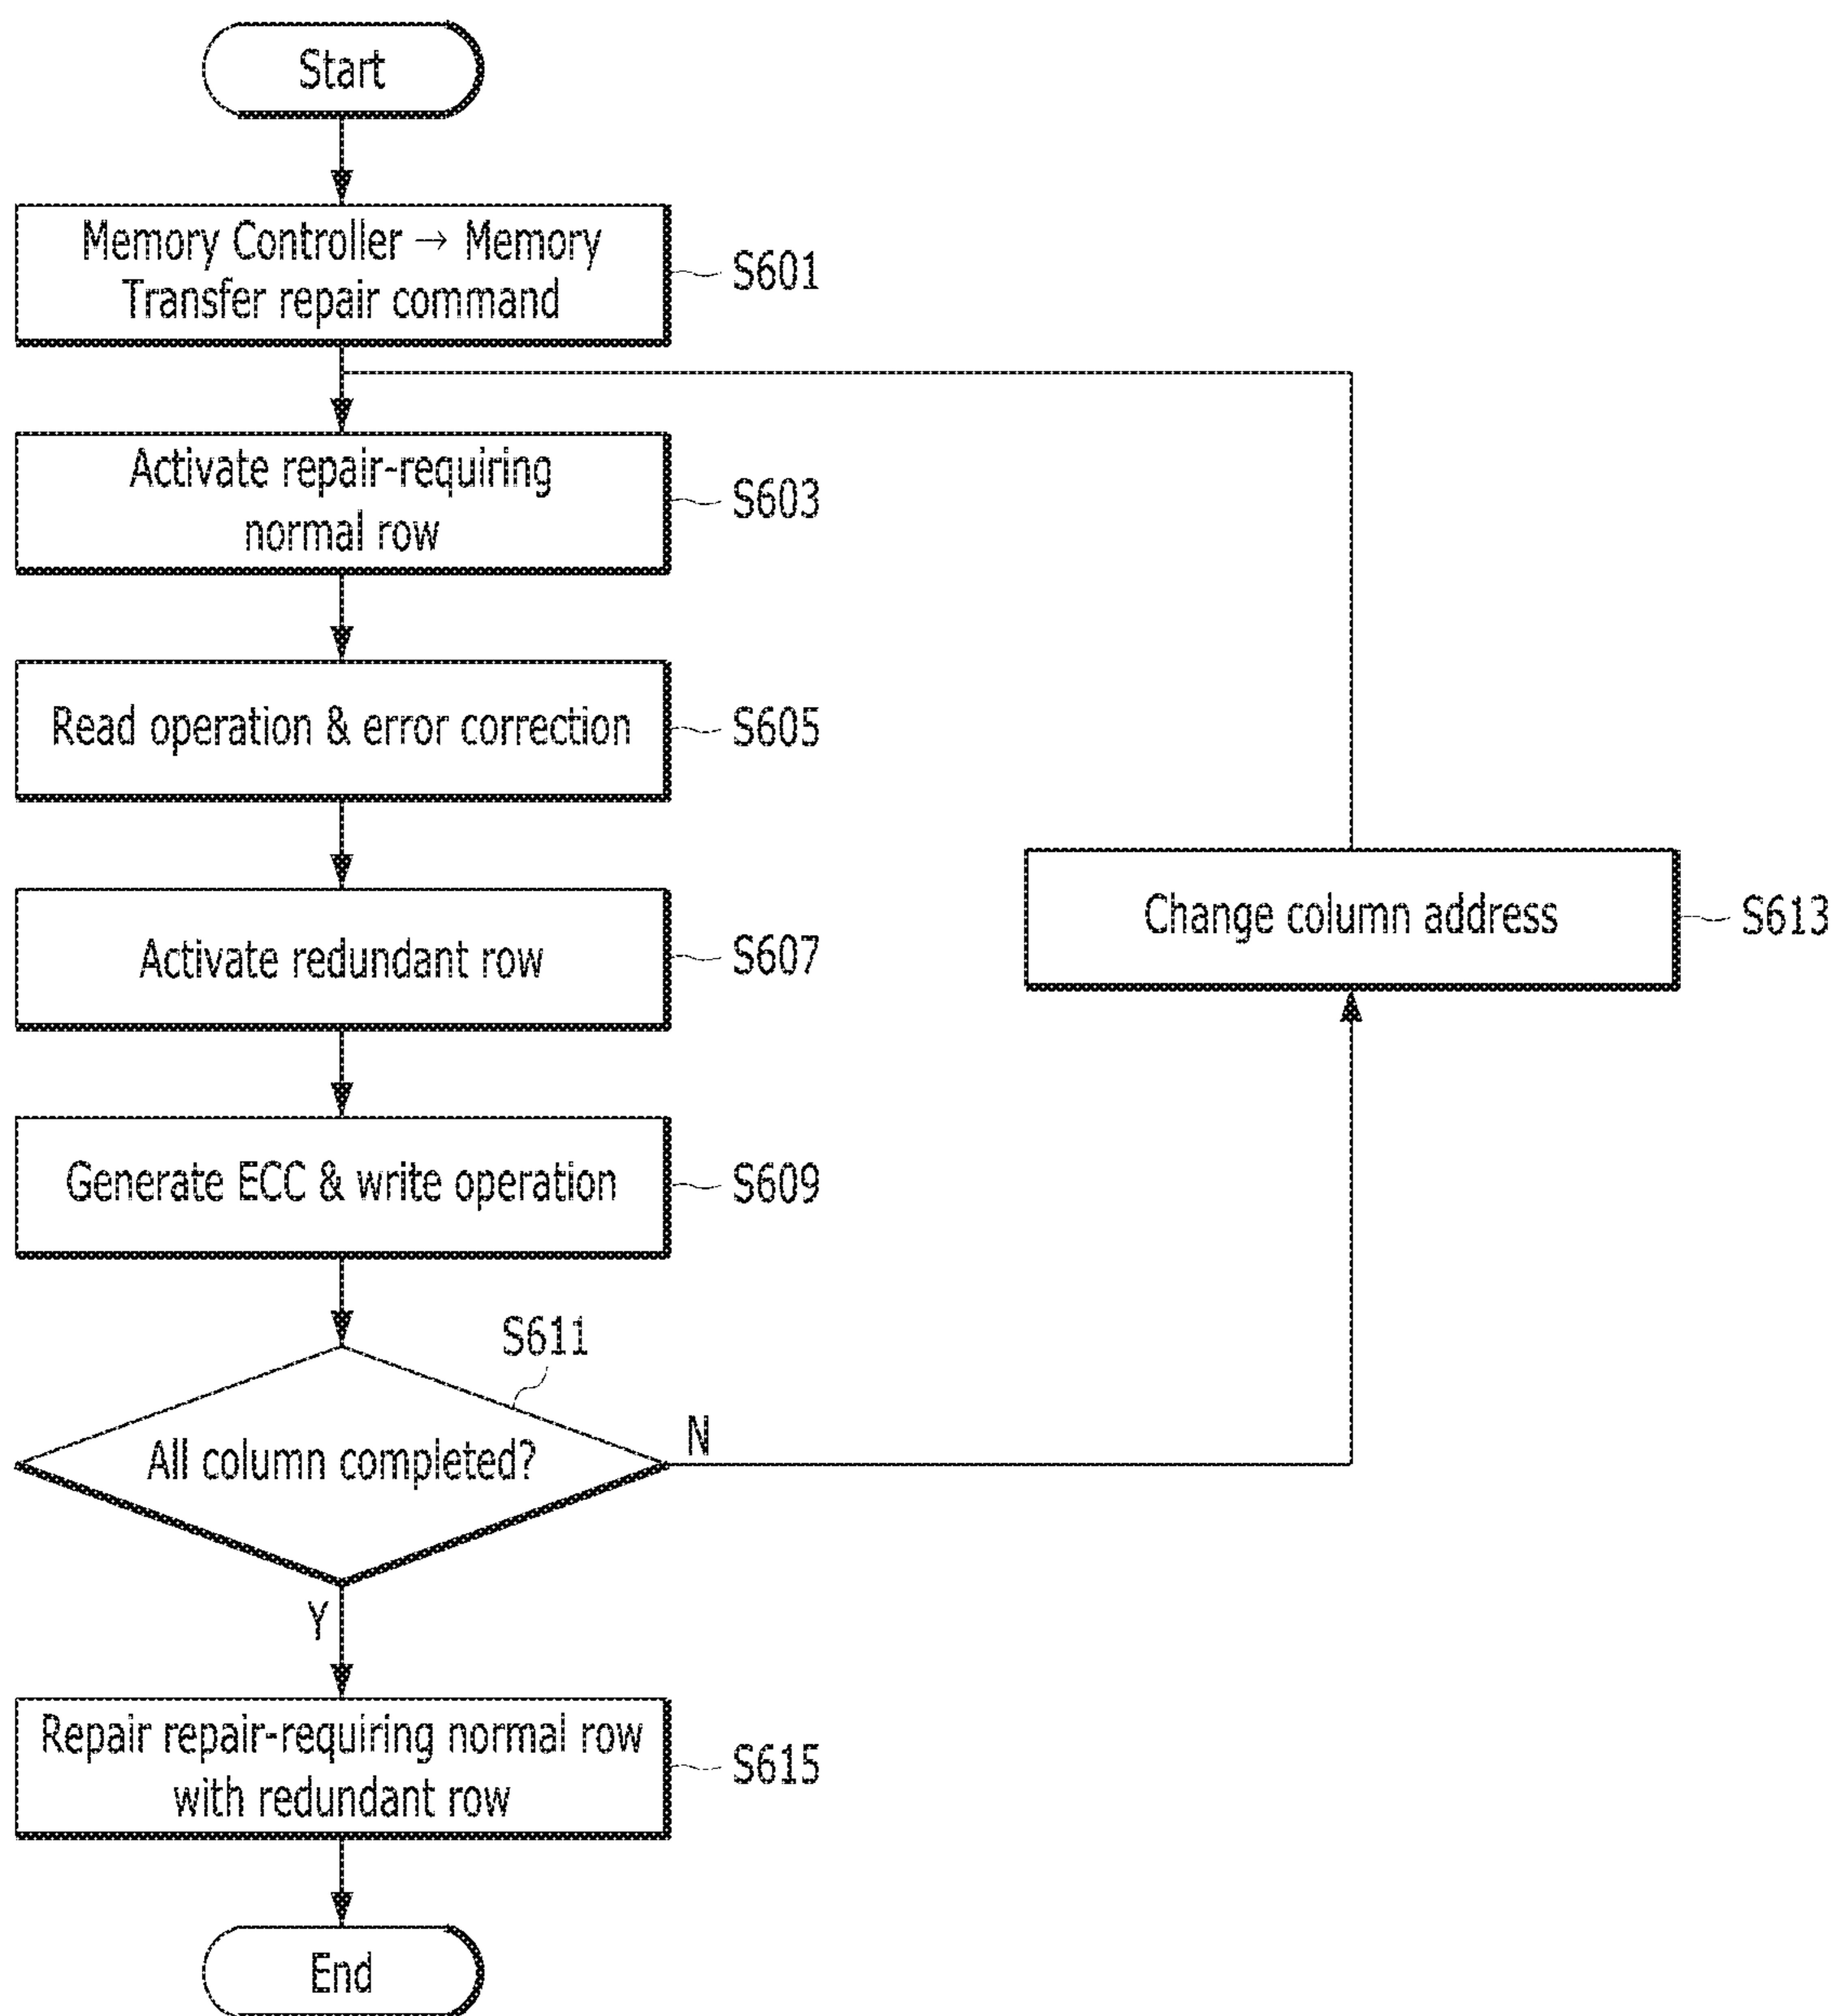 Start
Memory Controller → Memory
Transfer repair command
S601
Activate repair-requiring
normal row
S603
Read operation & error correction
S605
Activate redundant row
S607
Change column address
S613
Generate ECC & write operation
S609
S611
All column completed?
N
Y
Repair repair-requiring normal row
with redundant row
S615
End